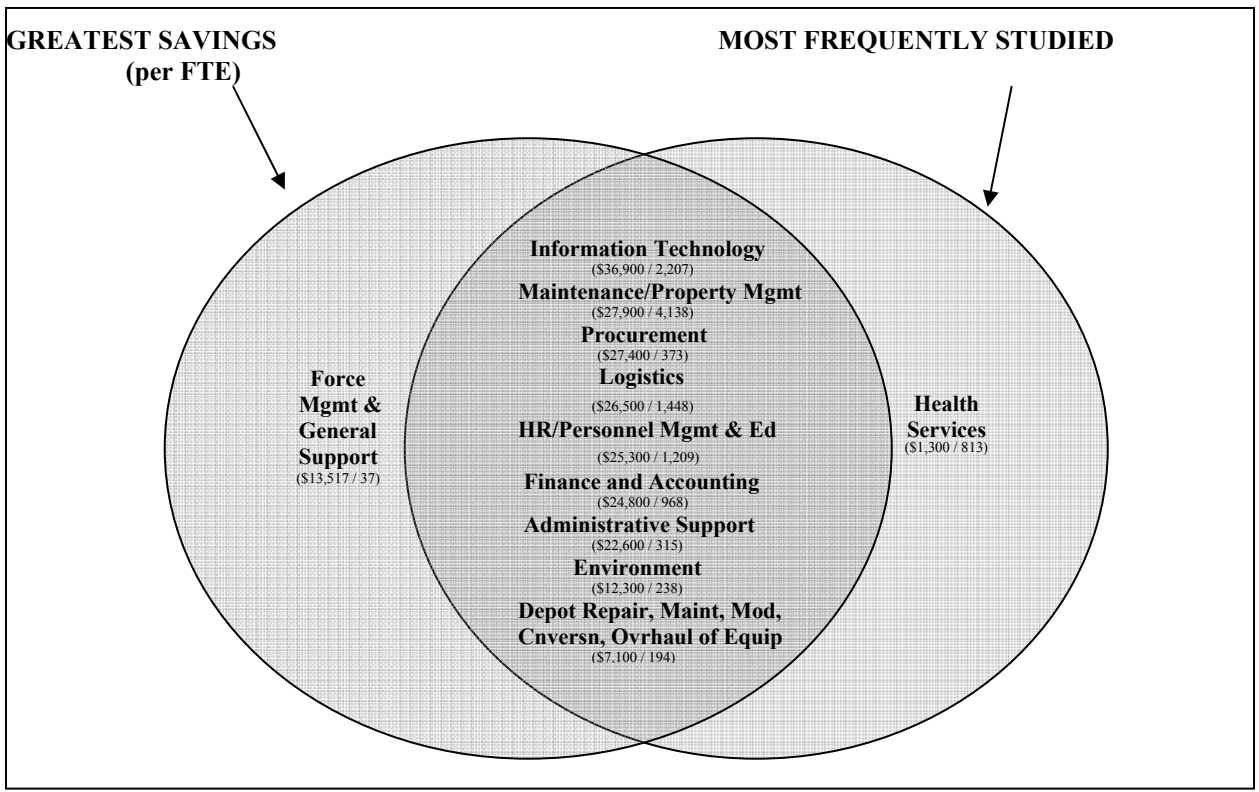 GREATEST SAVINGS
(per FTE)
MOST FREQUENTLY STUDIED
Force
Mgmt &
General
Support
($13,517 / 37)
Information Technology
($36,900 / 2,207)
Maintenance/Property Mgmt
($27,900 / 4,138)
Procurement
($27,400 / 373)
Logistics
($26,500 / 1,448)
HR/Personnel Mgmt & Ed
($25,300 / 1,209)
Finance and Accounting
($24,800 / 968)
Administrative Support
($22,600 / 315)
Environment
($12,300 / 238)
Depot Repair, Maint, Mod,
Cnversn, Ovrhaul of Equip
($7,100 / 194)
Health
Services
($1,300 / 813)